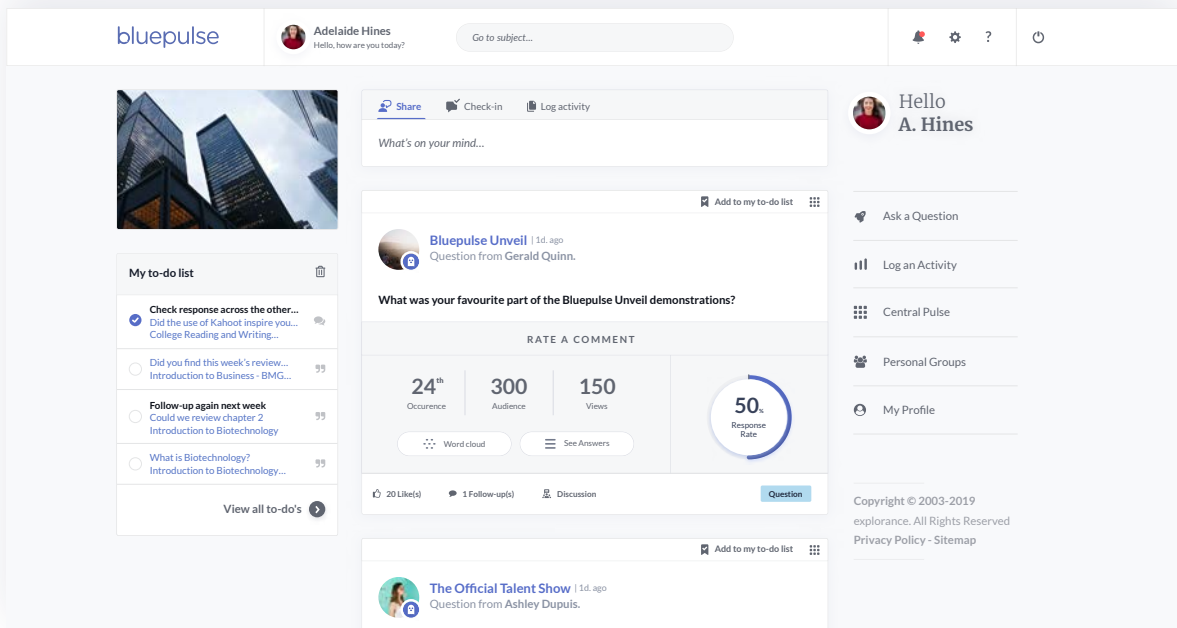 bluepulse
Adelaide Hines
Hello, how are you today?
Go to subject...
?
Share
Check-in
Log activity
What's on your mind...
Hello
A. Hines
My to-do list
Check response across the other...
Did the use of Kahoot inspire you...
College Reading and Writing...
Did you find this week's review...
Introduction to Business - BMG...
Follow-up again next week
Could we review chapter 2
Introduction to Biotechnology
What is Biotechnology?
Introduction to Biotechnology...
View all to-do's
Add to my to-do list
Bluepulse Unveil | 1d. ago
Question from Gerald Quinn.
What was your favourite part of the Bluepulse Unveil demonstrations?
RATE A COMMENT
24th
Occurence
300
Audience
150
Views
Word cloud
See Answers
50%
Response
Rate
20 Like(s)
1 Follow-up(s)
Discussion
Question
Add to my to-do list
The Official Talent Show | 1d. ago
Question from Ashley Dupuis.
Ask a Question
Log an Activity
Central Pulse
Personal Groups
My Profile
Copyright © 2003-2019
explorance. All Rights Reserved
Privacy Policy - Sitemap